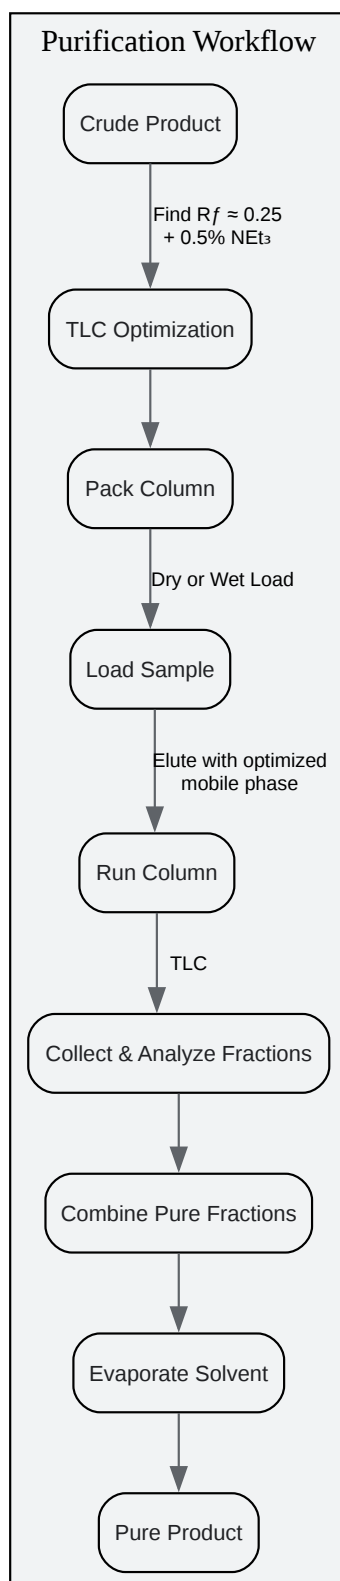 Purification Workflow
Crude Product
Find Rƒ ≈ 0.25
+ 0.5% NEt₃
TLC Optimization
Pack Column
Dry or Wet Load
Load Sample
Elute with optimized
mobile phase
Run Column
TLC
Collect & Analyze Fractions
Combine Pure Fractions
Evaporate Solvent
Pure Product